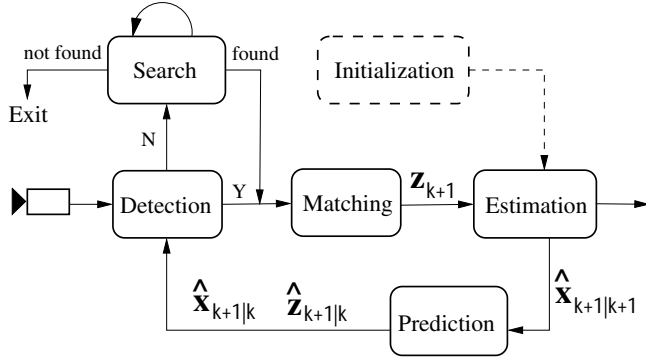 not found
Search
found
Initialization
Exit
N
Detection
Y
Matching
z_{k+1}
Estimation
x̂_{k+1|k}
ẑ_{k+1|k}
Prediction
x̂_{k+1|k+1}